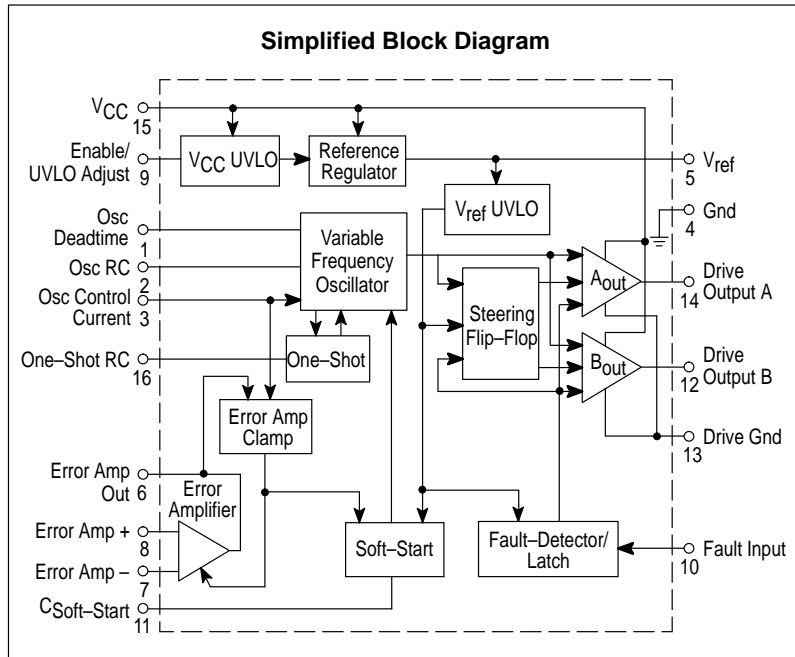 Simplified Block Diagram
VCC
15
Enable/
UVLO Adjust
9
VCC UVLO
Reference
Regulator
Vref
5
Vref UVLO
Gnd
4
Osc
Deadtime
1
Osc RC
2
Osc Control
Current
3
Variable
Frequency
Oscillator
Steering
Flip–Flop
Aout
Drive
Output A
14
One–Shot RC
16
One–Shot
Bout
Drive
Output B
12
Error Amp
Clamp
Drive Gnd
13
Error Amp
Out
6
Error
Amplifier
Error Amp +
8
Error Amp –
7
Soft–Start
Fault–Detector/
Latch
Fault Input
10
CSoft–Start
11